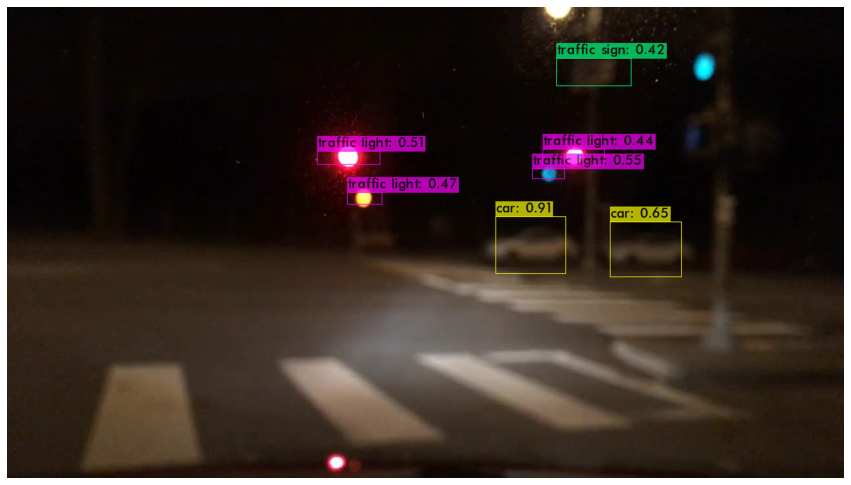 traffic sign: 0.42
traffic light: 0.51
traffic light: 0.44
traffic light: 0.55
traffic light: 0.47
car: 0.91
car: 0.65